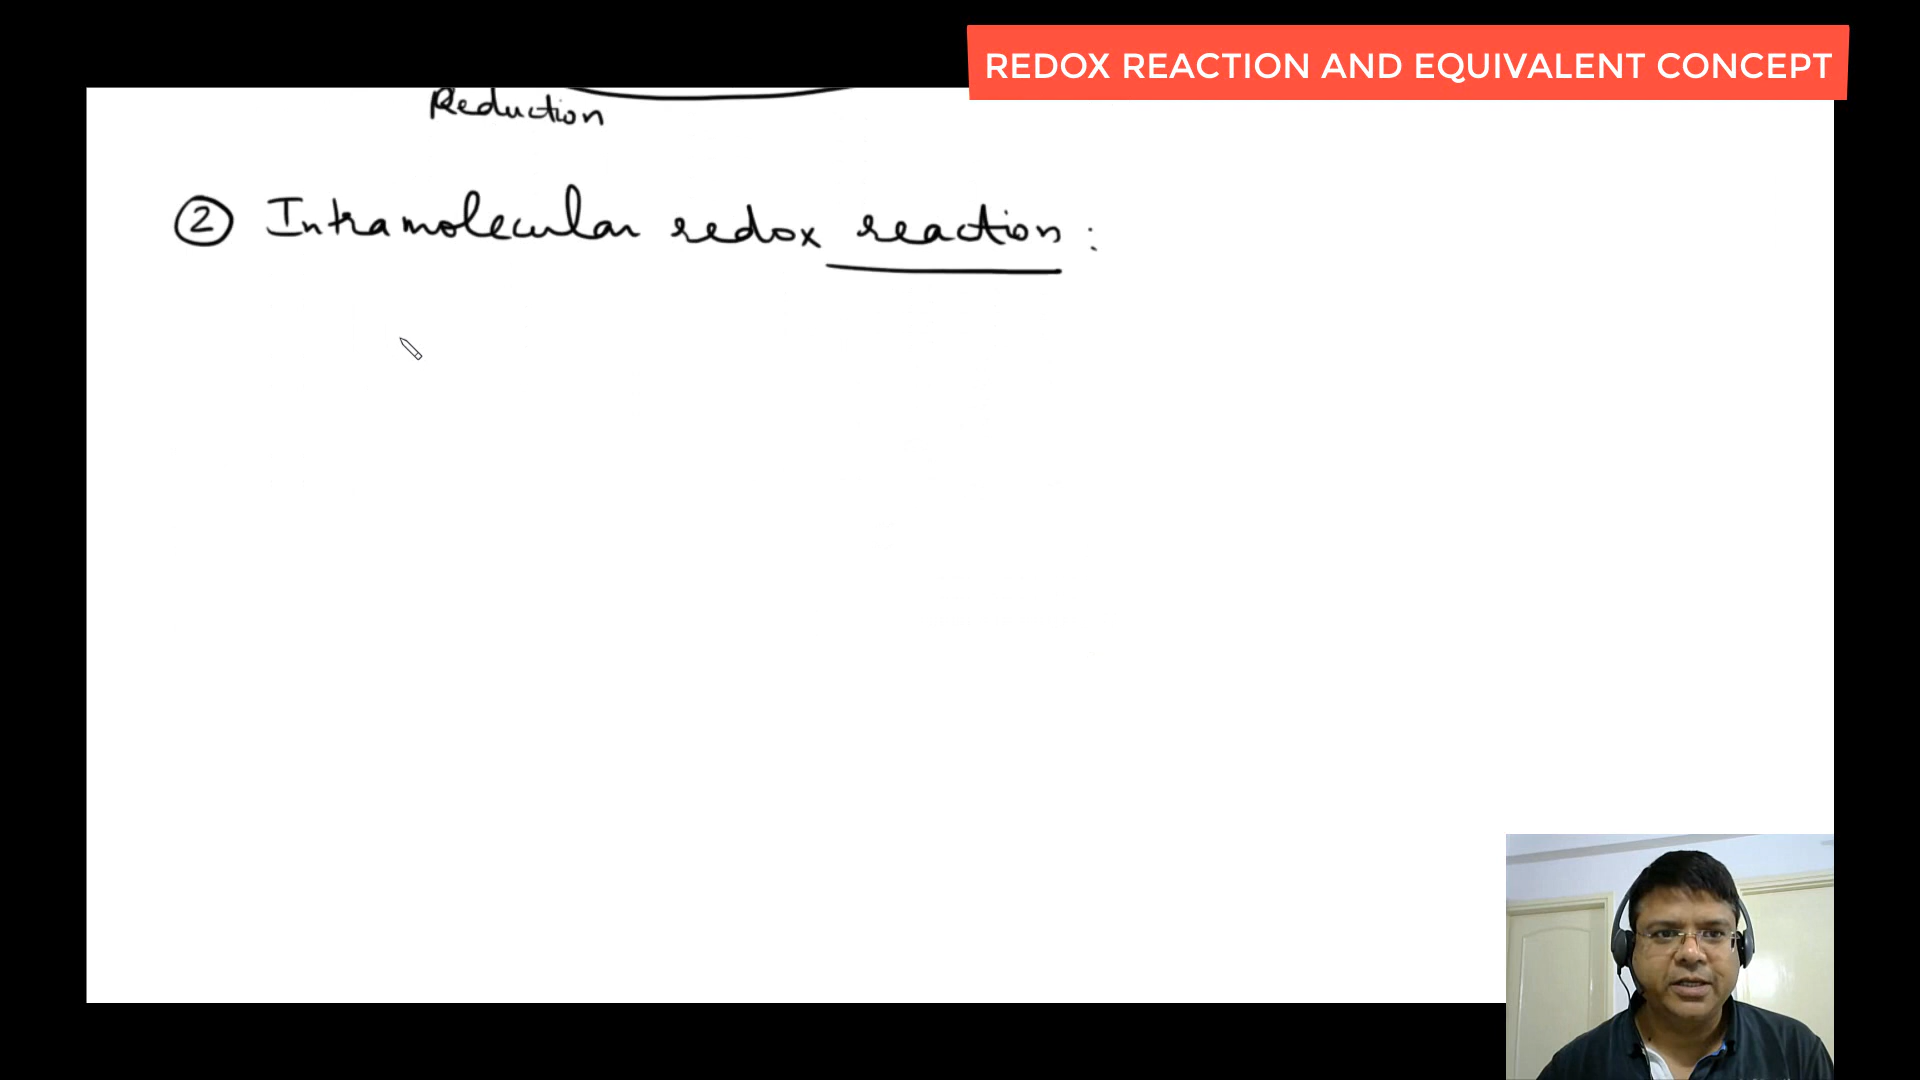 REDOX REACTION AND EQUIVALENT CONCEPT
Reduction
② Intramolecular redox reaction :